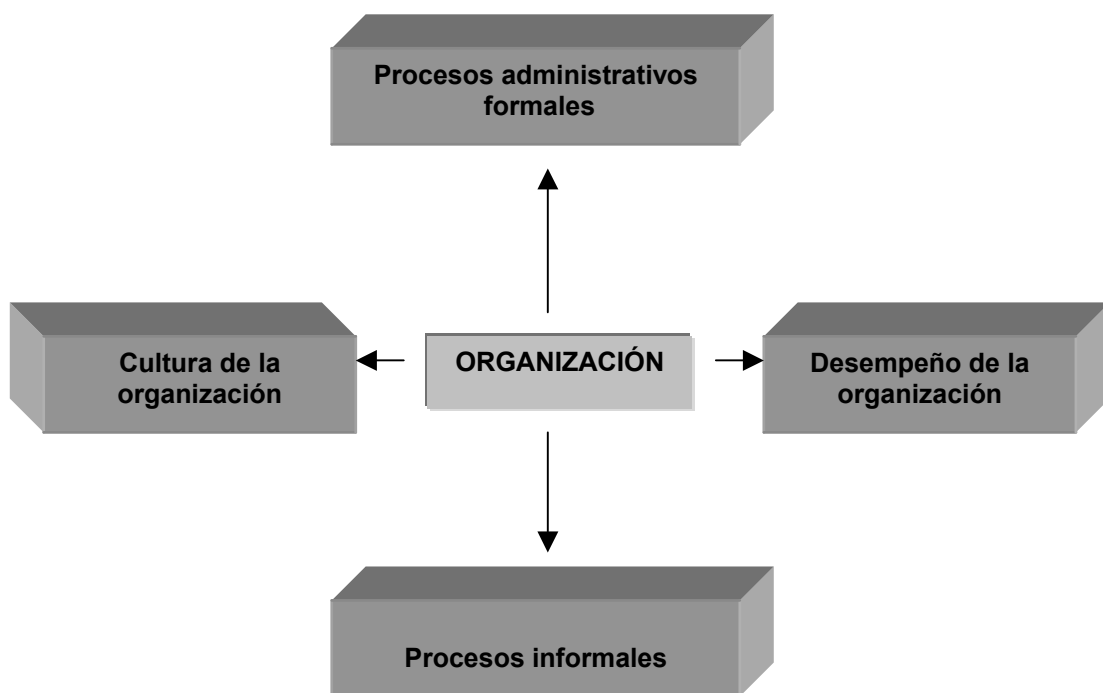 Procesos administrativos
formales
Cultura de la
organización
ORGANIZACIÓN
Desempeño de la
organización
Procesos informales